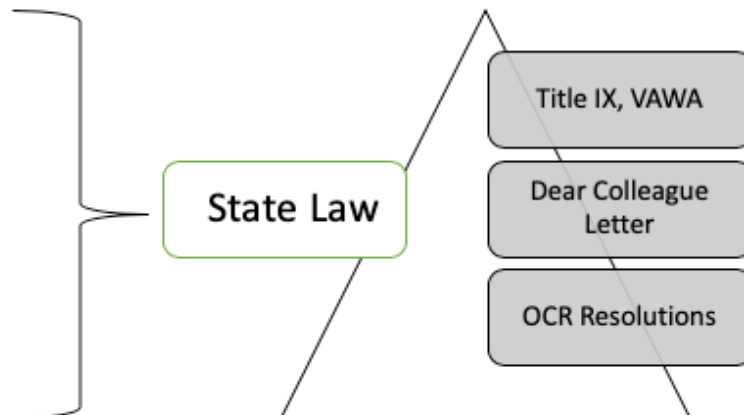 Title IX, VAWA
State Law
Dear Colleague
Letter
OCR Resolutions